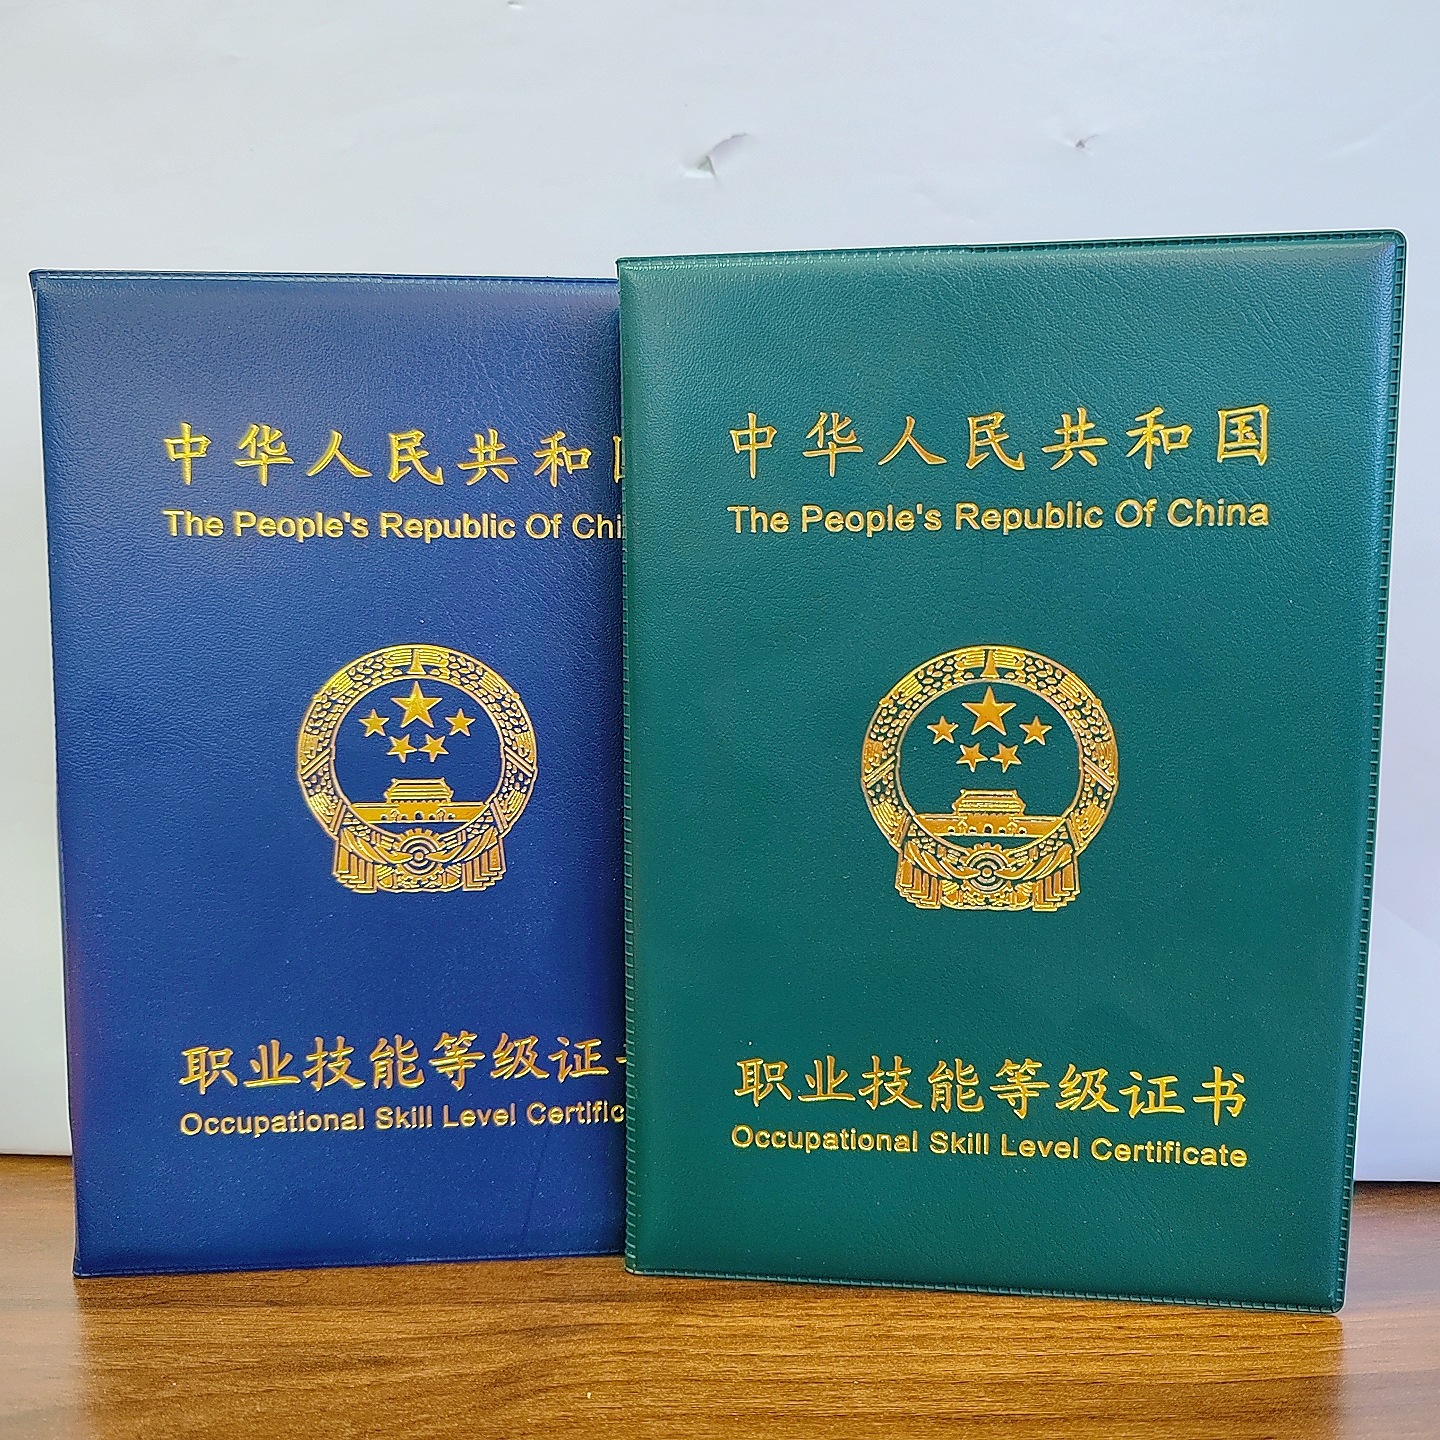 中华人民共和
The People's Republic Of Chi
职业技能等级证
Occupational Skill Level Certific
中华人民共和国
The People's Republic Of China
职业技能等级证书
Occupational Skill Level Certificate